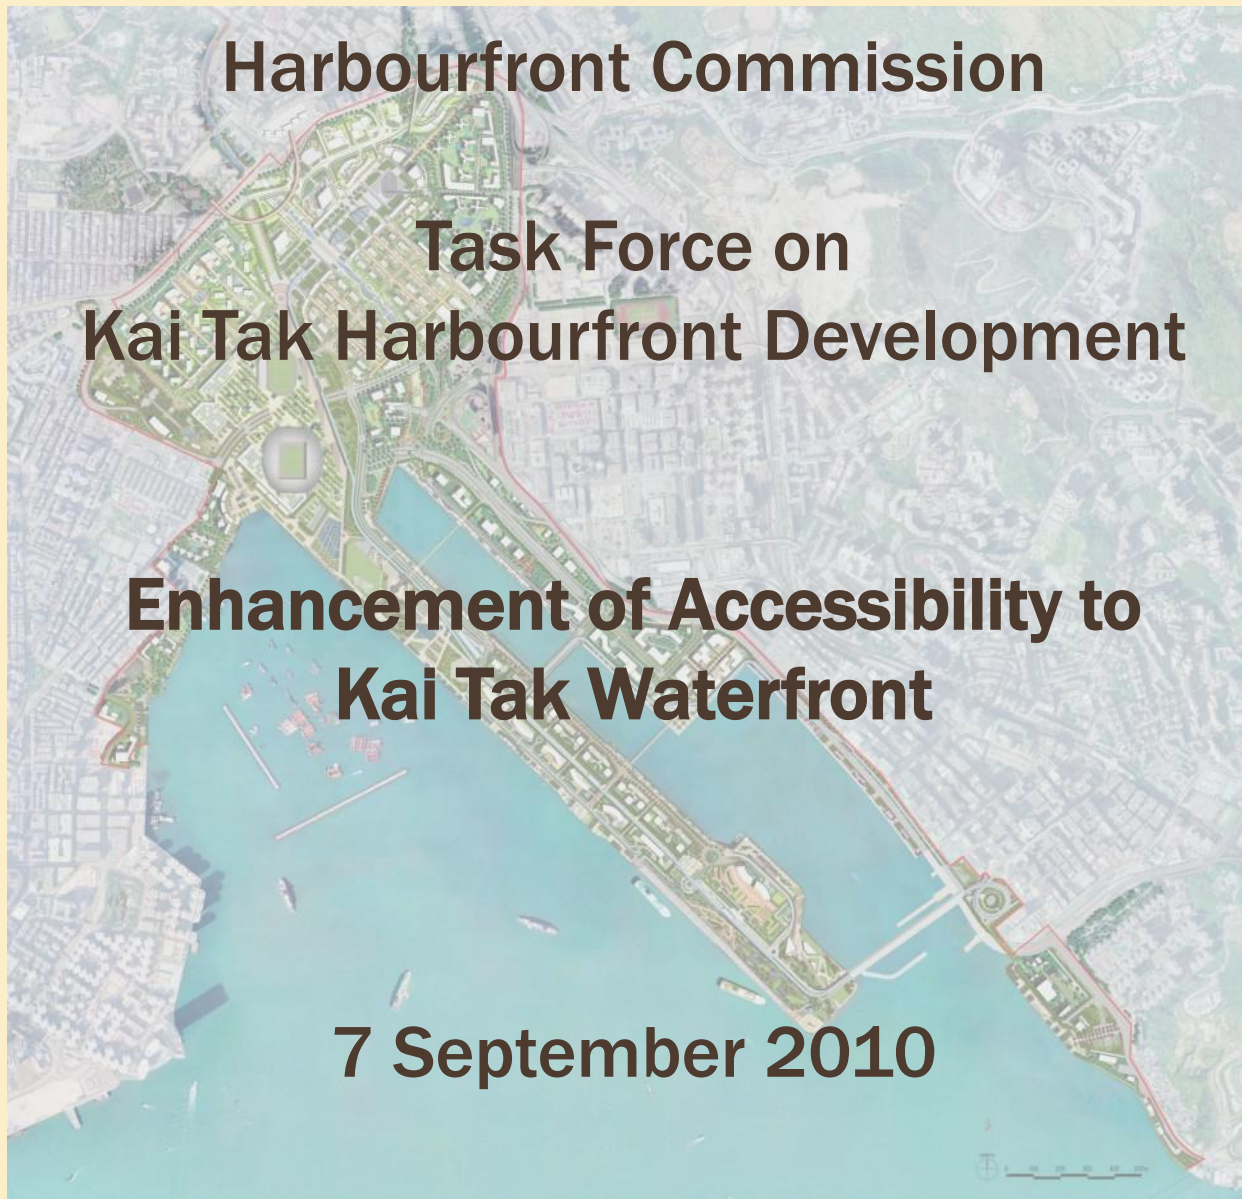 Harbourfront Commission
Task Force on
Kai Tak Harbourfront Development
Enhancement of Accessibility to
Kai Tak Waterfront
7 September 2010